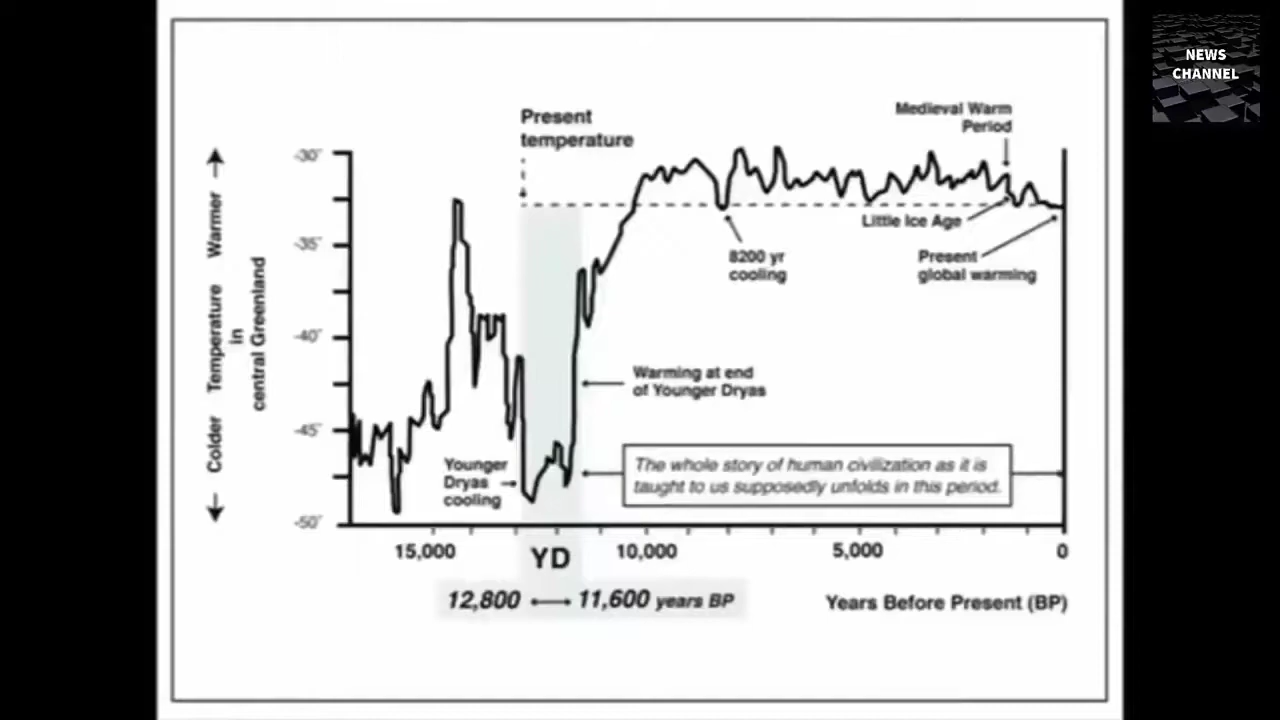 NEWS
CHANNEL
Medieval Warm
Period
Present
temperature
-30°
-35°
-40°
-45°
-50°
Colder Temperature Warmer
in
central Greenland
Little Ice Age
8200 yr
cooling
Present
global warming
Warming at end
of Younger Dryas
Younger
Dryas
cooling
The whole story of human civilization as it is
taught to us supposedly unfolds in this period.
15,000 YD 10,000 5,000 0
12,800 11,600 years BP
Years Before Present (BP)